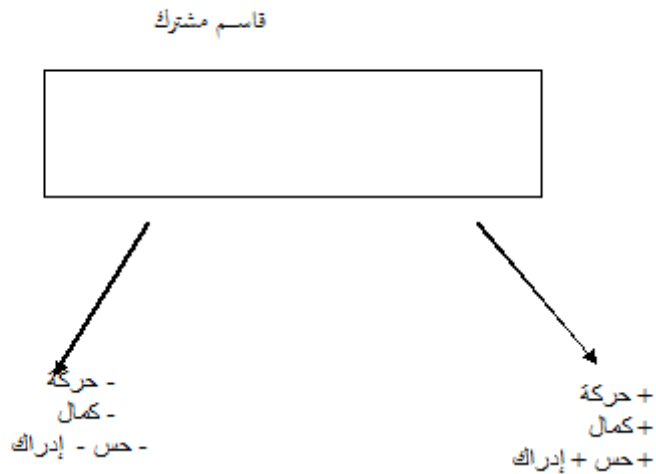 قاسم مشترك
+ حركة
+ كمال
+ حس + إدراك
- حركة
- كمال
- حس - إدراك